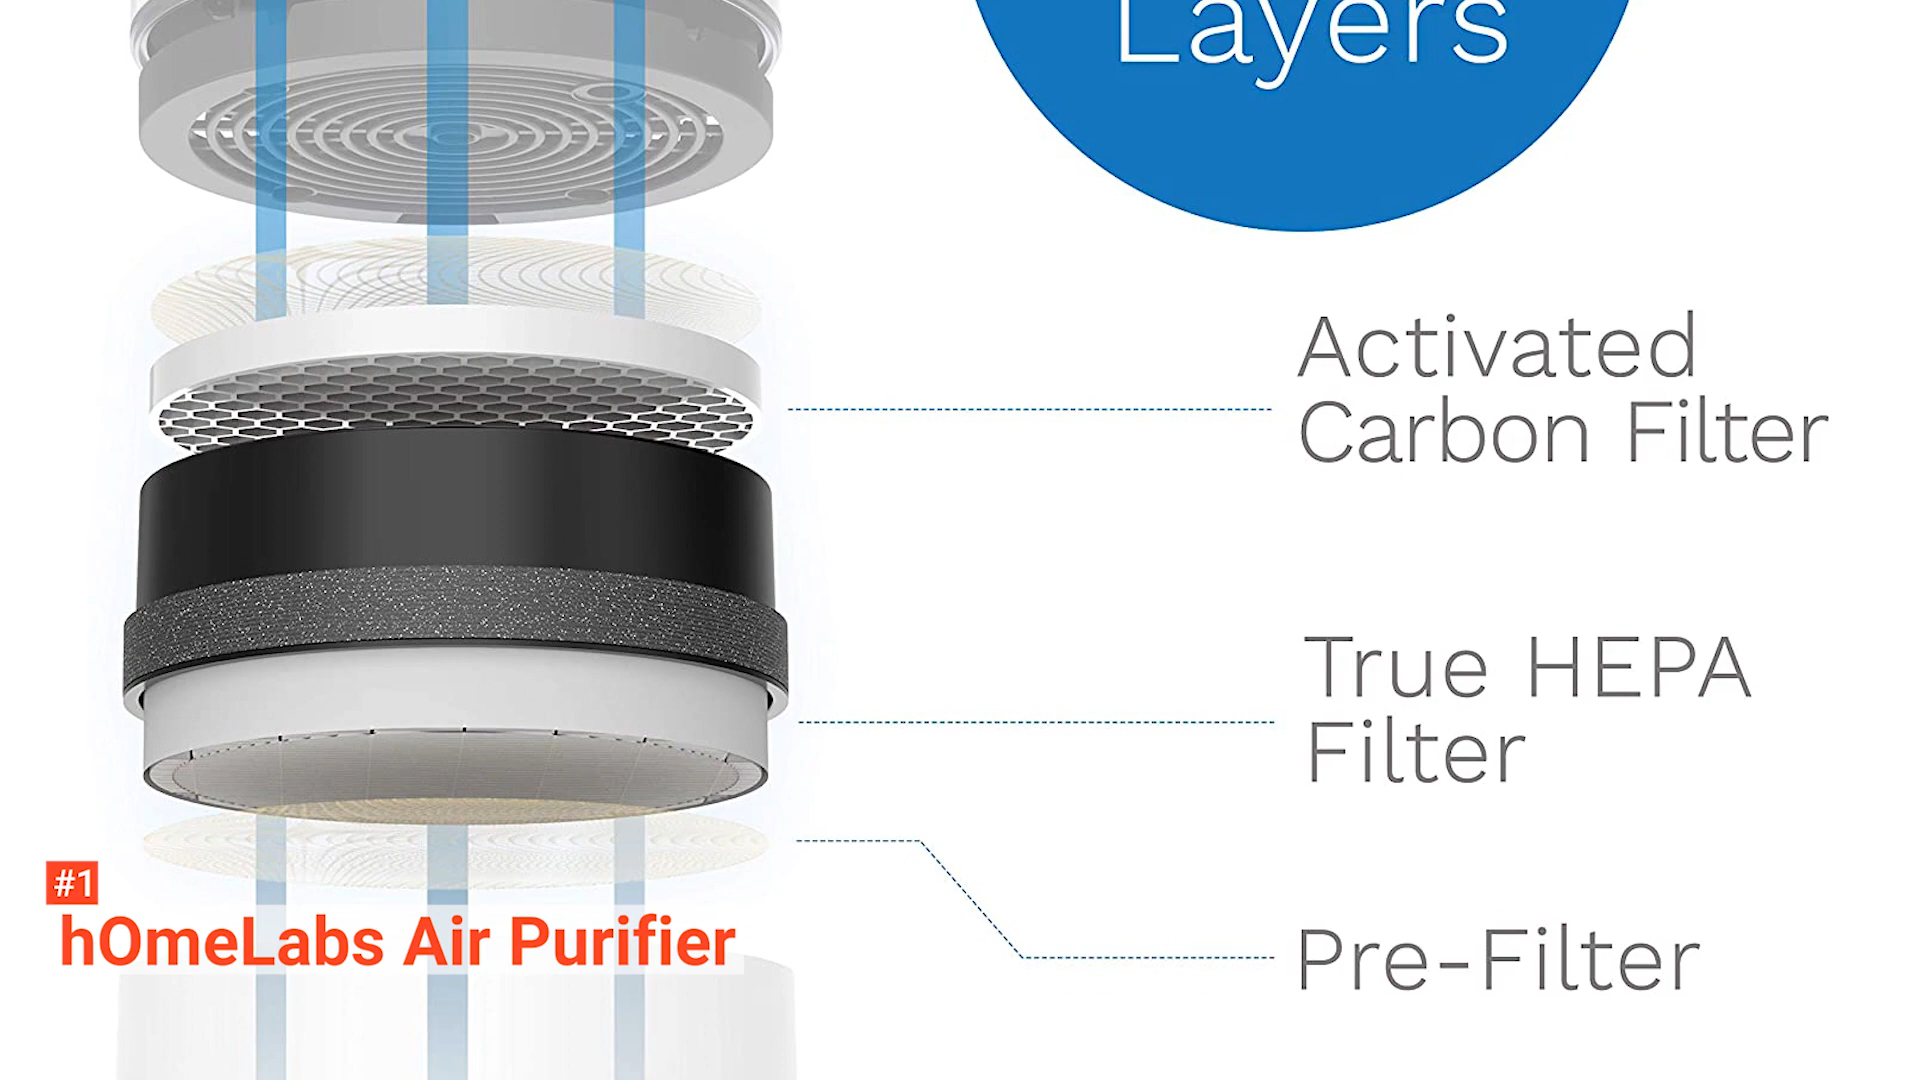 Layers
Activated
Carbon Filter
True HEPA
Filter
Pre-Filter
#1
hOmeLabs Air Purifier